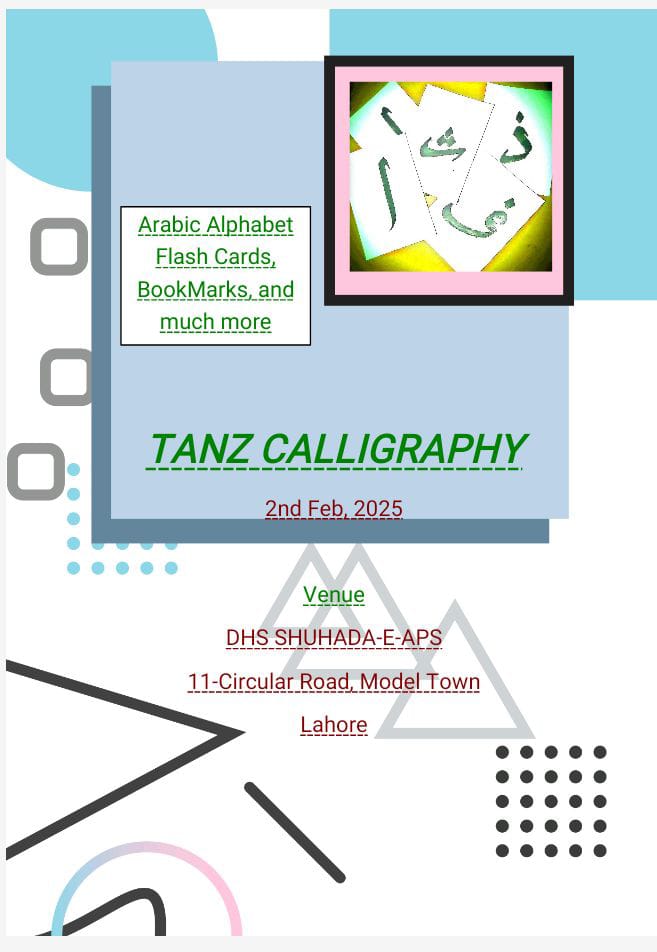 ذ
ا
Arabic Alphabet
Flash Cards,
BookMarks, and
much more
TANZ CALLIGRAPHY
2nd Feb, 2025
Venue
DHS SHUHADA-E-APS
11-Circular Road, Model Town
Lahore